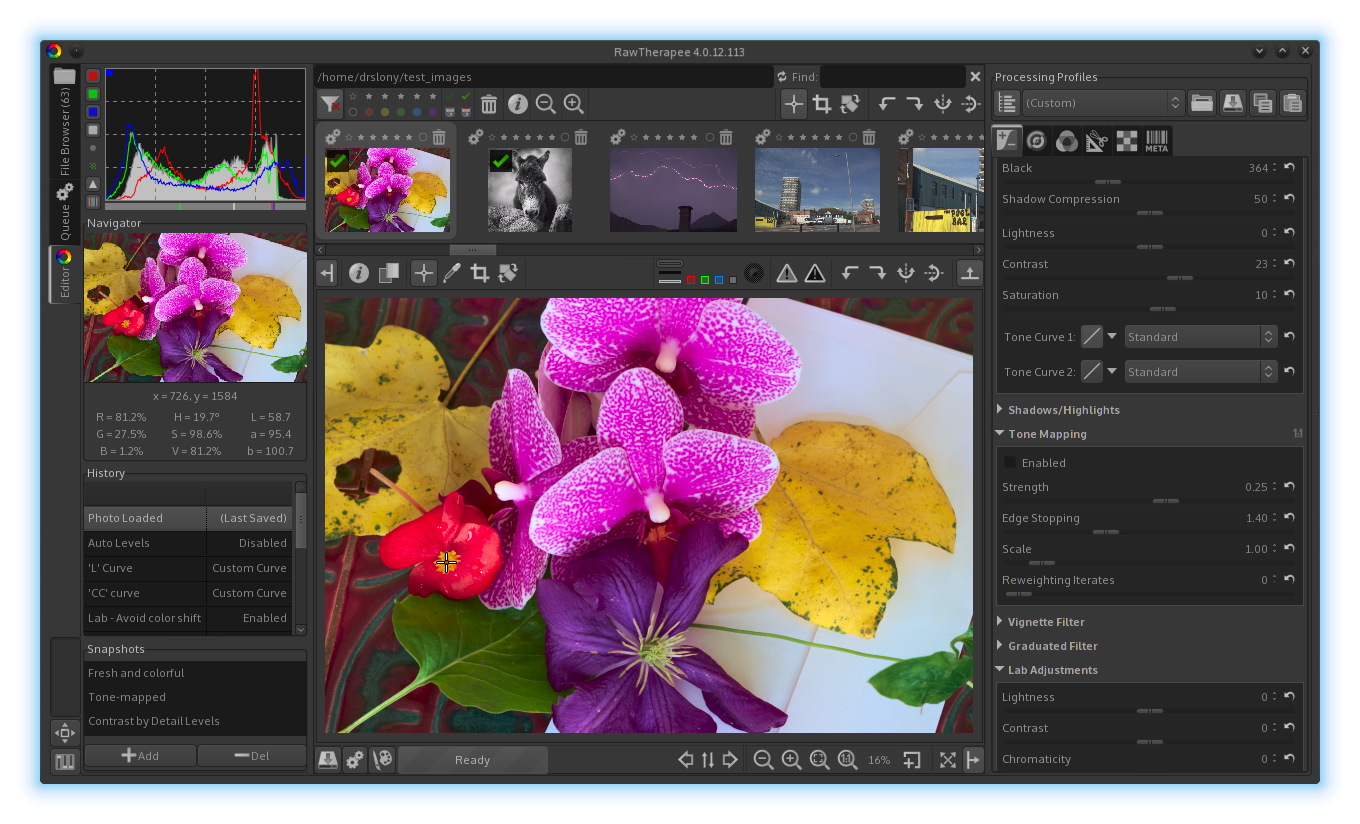 RawTherapee 4.0.12.113
File Browser (63)
Queue
Editor
Navigator
x = 726, y = 1584
R = 81.2% H = 19.7° L = 58.7
G = 27.5% S = 98.6% a = 95.4
B = 1.2% V = 81.2% b = 100.7
History
Photo Loaded (Last Saved)
Auto Levels Disabled
'L' Curve Custom Curve
'CC' curve Custom Curve
Lab - Avoid color shift Enabled
Snapshots
Fresh and colorful
Tone-mapped
Contrast by Detail Levels
Add Del
/home/drslony/test_images Find:
Ready 16%
1:1
Processing Profiles
(Custom)
META
Black 364
Shadow Compression 50
Lightness 0
Contrast 23
Saturation 10
Tone Curve 1: Standard
Tone Curve 2: Standard
Shadows/Highlights
Tone Mapping 1:1
Enabled
Strength 0.25
Edge Stopping 1.40
Scale 1.00
Reweighting Iterates 0
Vignette Filter
Graduated Filter
Lab Adjustments
Lightness 0
Contrast 0
Chromaticity 0